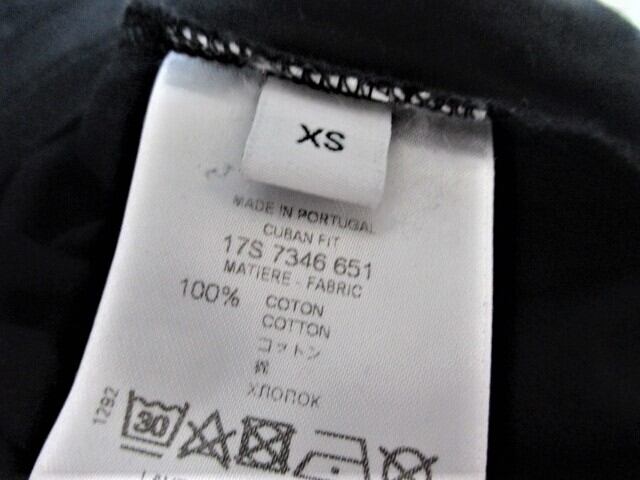 XS
MADE IN PORTUGAL
CUBAN FIT
17S 7346 651
MATIERE - FABRIC
100% COTON
COTTON
コットン
棉
ХЛОПОК
1292
30